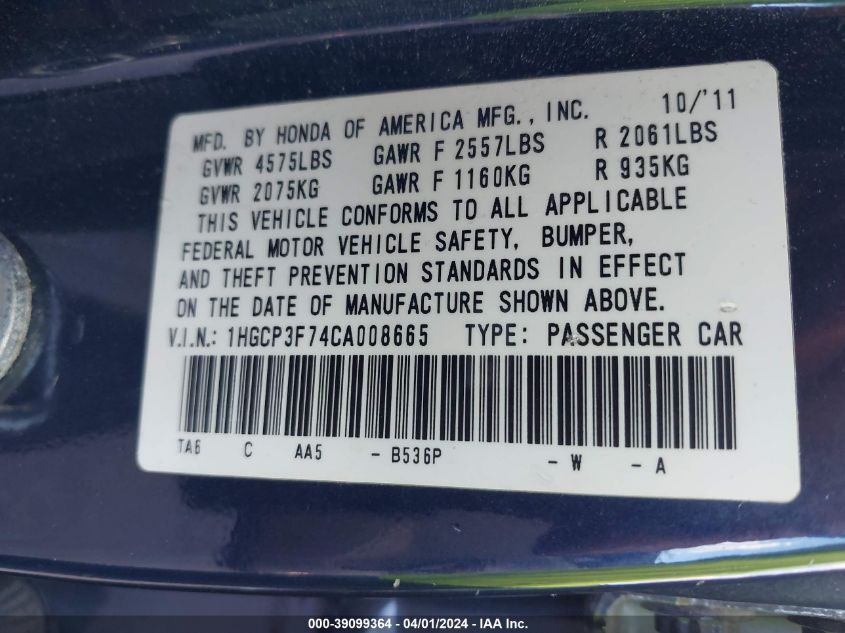 MFD. BY HONDA OF AMERICA MFG., INC. 10/'11
GVWR 4575LBS GAWR F 2557LBS R 2061LBS
GVWR 2075KG GAWR F 1160KG R 935KG
THIS VEHICLE CONFORMS TO ALL APPLICABLE
FEDERAL MOTOR VEHICLE SAFETY, BUMPER,
AND THEFT PREVENTION STANDARDS IN EFFECT
ON THE DATE OF MANUFACTURE SHOWN ABOVE.
V.I.N.: 1HGCP3F74CA008665 TYPE: PASSENGER CAR
TA6 C AA5 - B536P - W - A
000-39099364 - 04/01/2024 - IAA Inc.